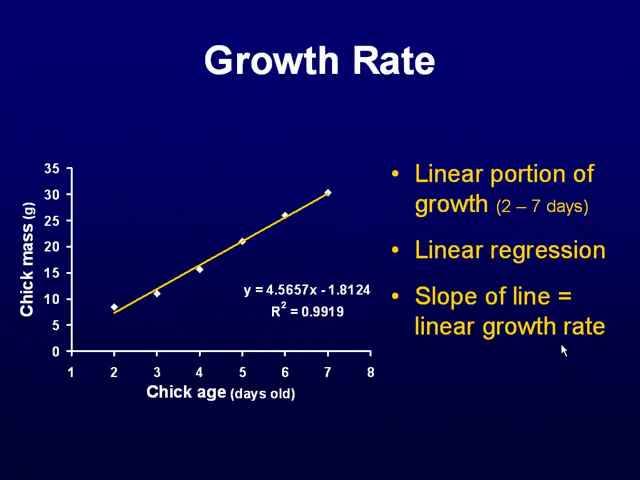 Growth Rate
35
30
25
20
15
10
5
0
Chick mass (g)
1 2 3 4 5 6 7 8
Chick age (days old)
y = 4.5657x - 1.8124
R² = 0.9919
• Linear portion of
growth (2 – 7 days)
• Linear regression
• Slope of line =
linear growth rate